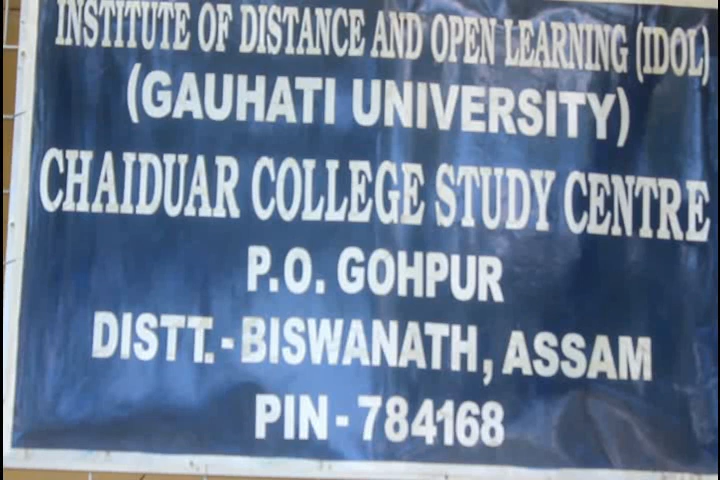 INSTITUTE OF DISTANCE AND OPEN LEARNING (IDOL)
(GAUHATI UNIVERSITY)
CHAIDUAR COLLEGE STUDY CENTRE
P.O. GOHPUR
DISTT.-BISWANATH, ASSAM
PIN-784168